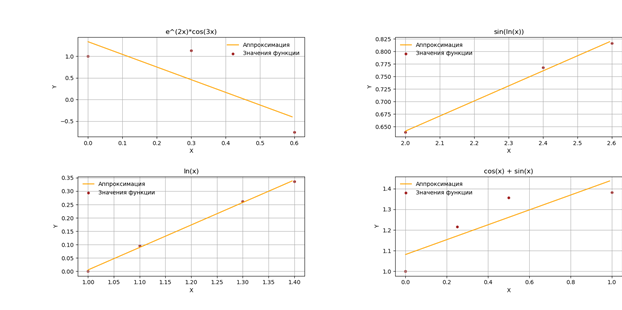 e^(2x)*cos(3x)
Аппроксимация
Значения функции
1.0
0.5
0.0
−0.5
Y
0.0 0.1 0.2 0.3 0.4 0.5 0.6
X
sin(ln(x))
Аппроксимация
Значения функции
0.825
0.800
0.775
0.750
0.725
0.700
0.675
0.650
Y
2.0 2.1 2.2 2.3 2.4 2.5 2.6
X
ln(x)
Аппроксимация
Значения функции
0.35
0.30
0.25
0.20
0.15
0.10
0.05
0.00
Y
1.00 1.05 1.10 1.15 1.20 1.25 1.30 1.35 1.40
X
cos(x) + sin(x)
Аппроксимация
Значения функции
1.4
1.3
1.2
1.1
1.0
Y
0.0 0.2 0.4 0.6 0.8 1.0
X